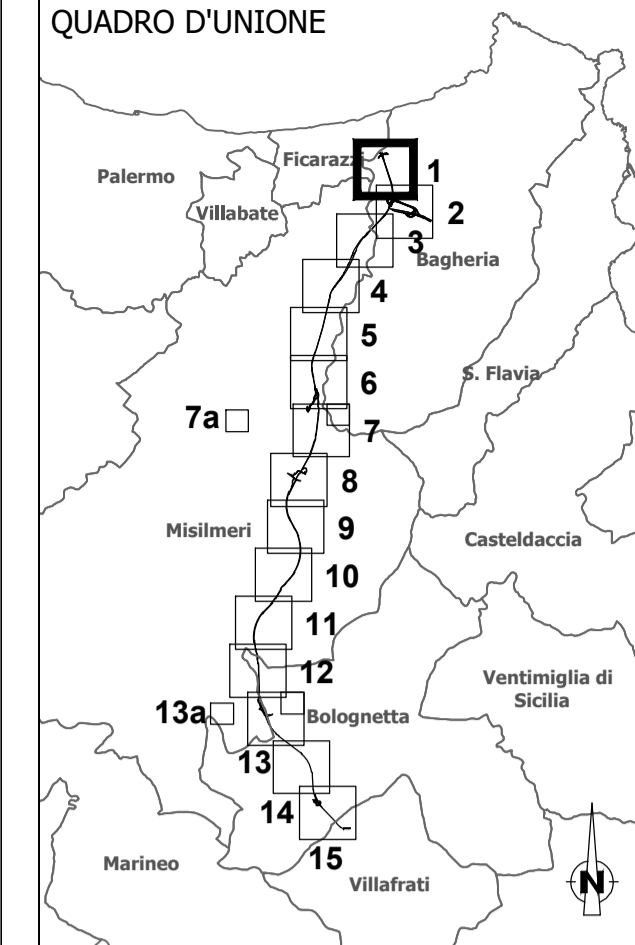 QUADRO D'UNIONE
Ficarazzi
Palermo
1
Villabate
2
3
Bagheria
4
5
S. Flavia
6
7a
7
8
Misilmeri
9
Casteldaccia
10
11
12
Ventimiglia di
Sicilia
13a
Bolognetta
13
14
15
Marineo
Villafrati
N